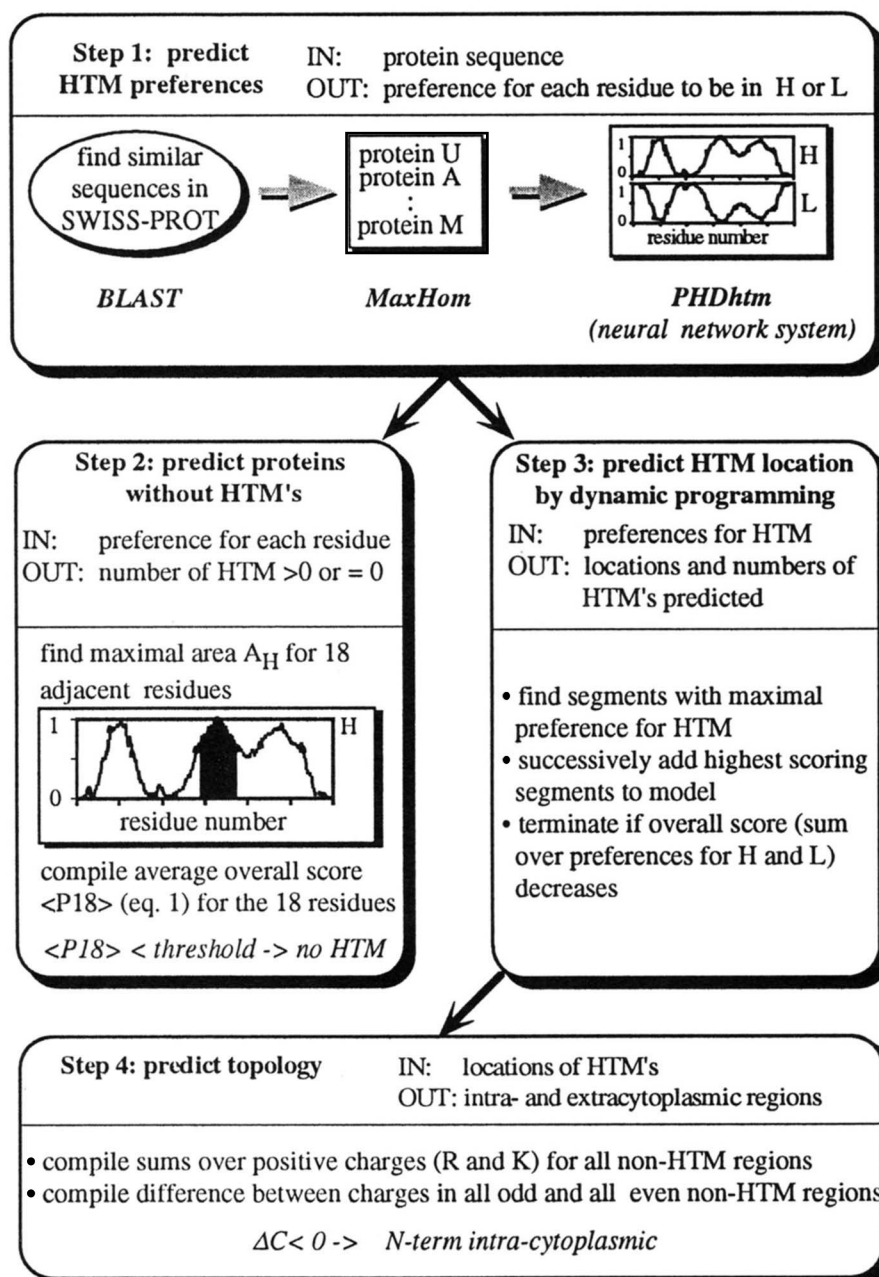 Step 1: predict
HTM preferences
IN: protein sequence
OUT: preference for each residue to be in H or L
find similar
sequences in
SWISS-PROT
protein U
protein A
:
protein M
1
0
H
1
0
L
residue number
BLAST
MaxHom
PHDhtm
(neural network system)
Step 2: predict proteins
without HTM's
IN: preference for each residue
OUT: number of HTM >0 or = 0
find maximal area A_H for 18
adjacent residues
1
0
H
residue number
compile average overall score
<P18> (eq. 1) for the 18 residues
<P18> < threshold -> no HTM
Step 3: predict HTM location
by dynamic programming
IN: preferences for HTM
OUT: locations and numbers of
HTM's predicted
• find segments with maximal
preference for HTM
• successively add highest scoring
segments to model
• terminate if overall score (sum
over preferences for H and L)
decreases
Step 4: predict topology
IN: locations of HTM's
OUT: intra- and extracytoplasmic regions
• compile sums over positive charges (R and K) for all non-HTM regions
• compile difference between charges in all odd and all even non-HTM regions
ΔC< 0 -> N-term intra-cytoplasmic